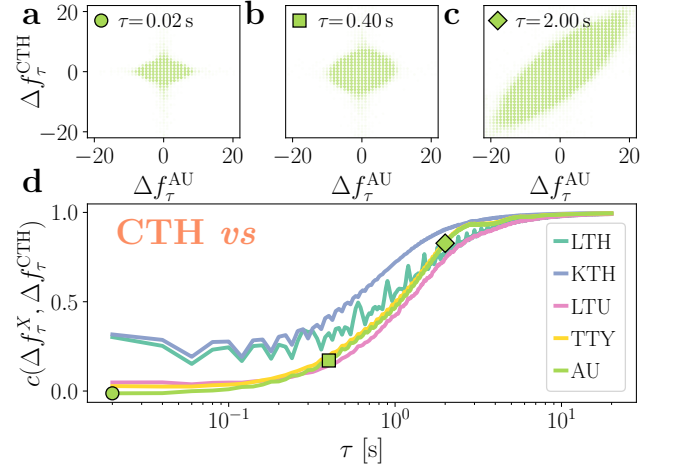 a τ = 0.02 s
b τ = 0.40 s
c τ = 2.00 s
Δf_τ^CTH
20
0
−20
−20 0 20
−20 0 20
−20 0 20
Δf_τ^AU
Δf_τ^AU
Δf_τ^AU
d
CTH vs
c(Δf_τ^X, Δf_τ^CTH)
1.0
0.5
0.0
LTH
KTH
LTU
TTY
AU
10^−1
10^0
10^1
τ [s]